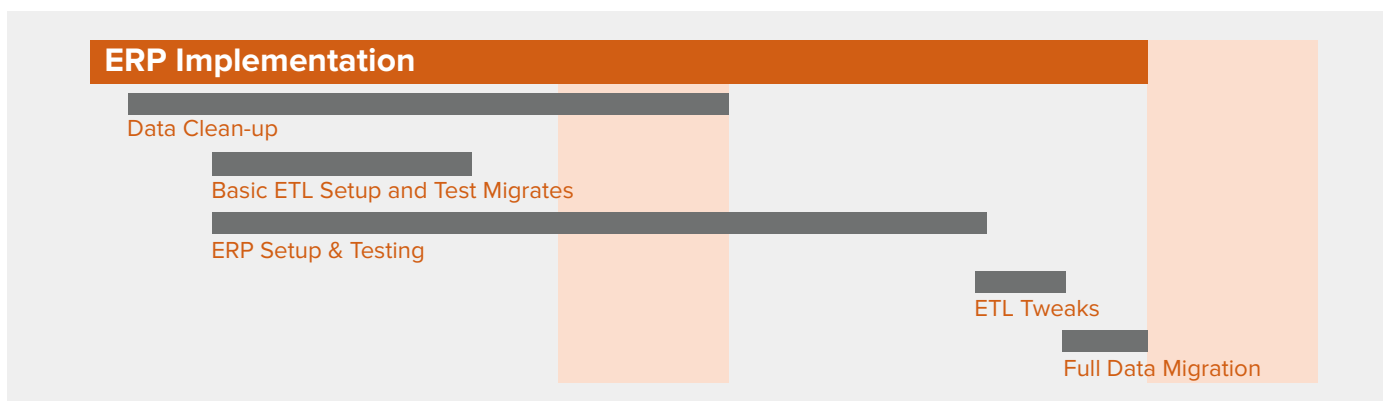 ERP Implementation
Data Clean-up
Basic ETL Setup and Test Migrates
ERP Setup & Testing
ETL Tweaks
Full Data Migration